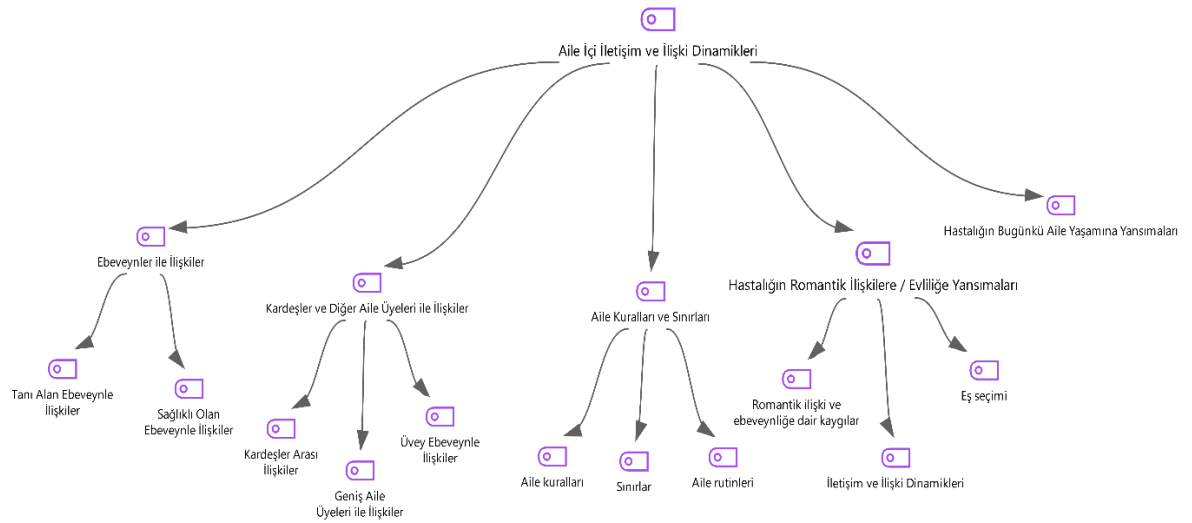 Aile İçi İletişim ve İlişki Dinamikleri
Hastalığın Bugünkü Aile Yaşamına Yansımaları
Ebeveynler ile İlişkiler
Hastalığın Romantik İlişkilere / Evliliğe Yansımaları
Kardeşler ve Diğer Aile Üyeleri ile İlişkiler
Aile Kuralları ve Sınırları
Tanı Alan Ebeveynle
İlişkiler
Sağlıklı Olan
Ebeveynle İlişkiler
Kardeşler Arası
İlişkiler
Geniş Aile
Üyeleri ile İlişkiler
Üvey Ebeveynle
İlişkiler
Aile kuralları
Sınırlar
Aile rutinleri
Romantik ilişki ve
ebeveynliğe dair kaygılar
İletişim ve İlişki Dinamikleri
Eş seçimi